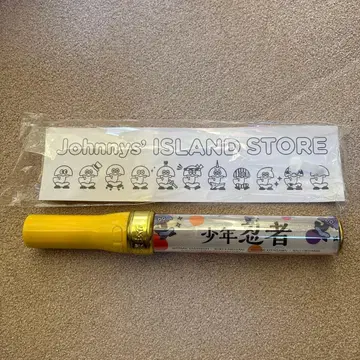 Johnnys' ISLAND STORE
少年忍者